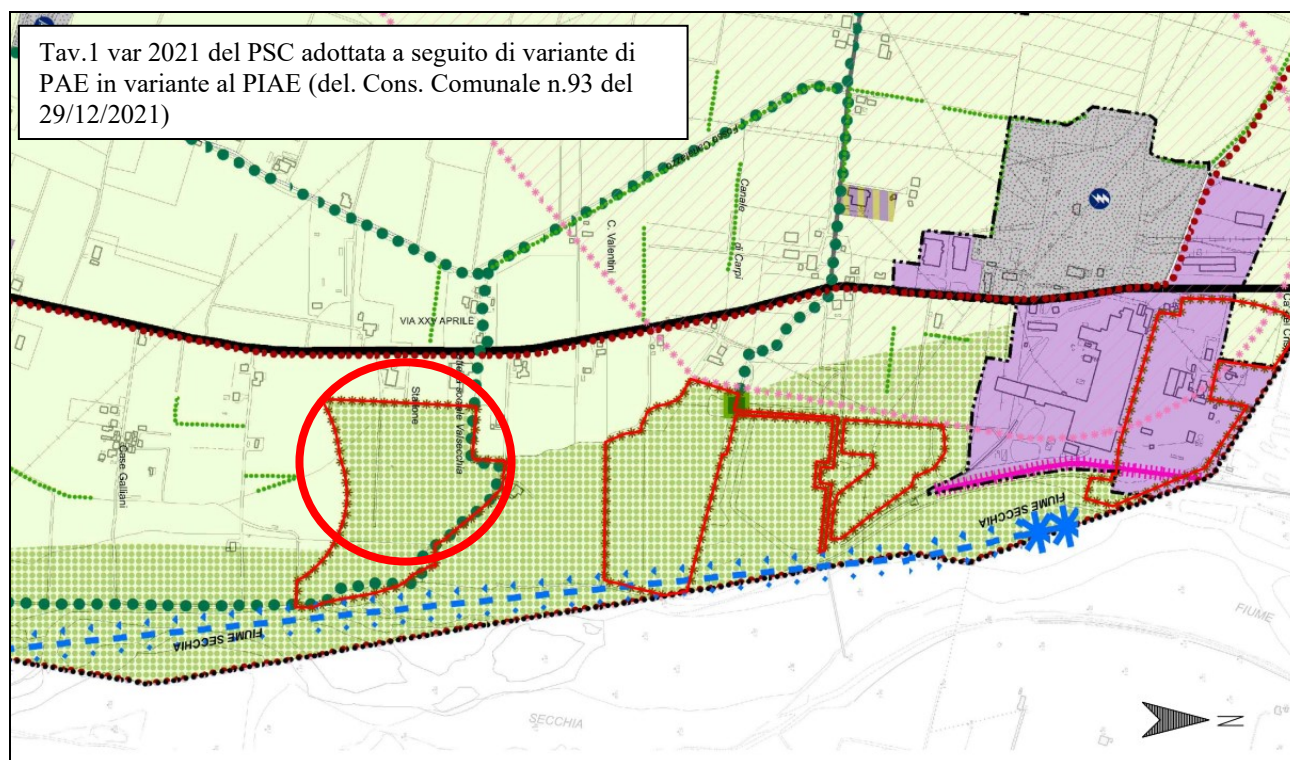 Tav.1 var 2021 del PSC adottata a seguito di variante di
PAE in variante al PIAE (del. Cons. Comunale n.93 del
29/12/2021)
Canale
di Carpi
C. Valentini
VIA XXV APRILE
Stallone
Valsecchia
Case Galliani
FIUME SECCHIA
FIUME SECCHIA
FIUME
SECCHIA
N